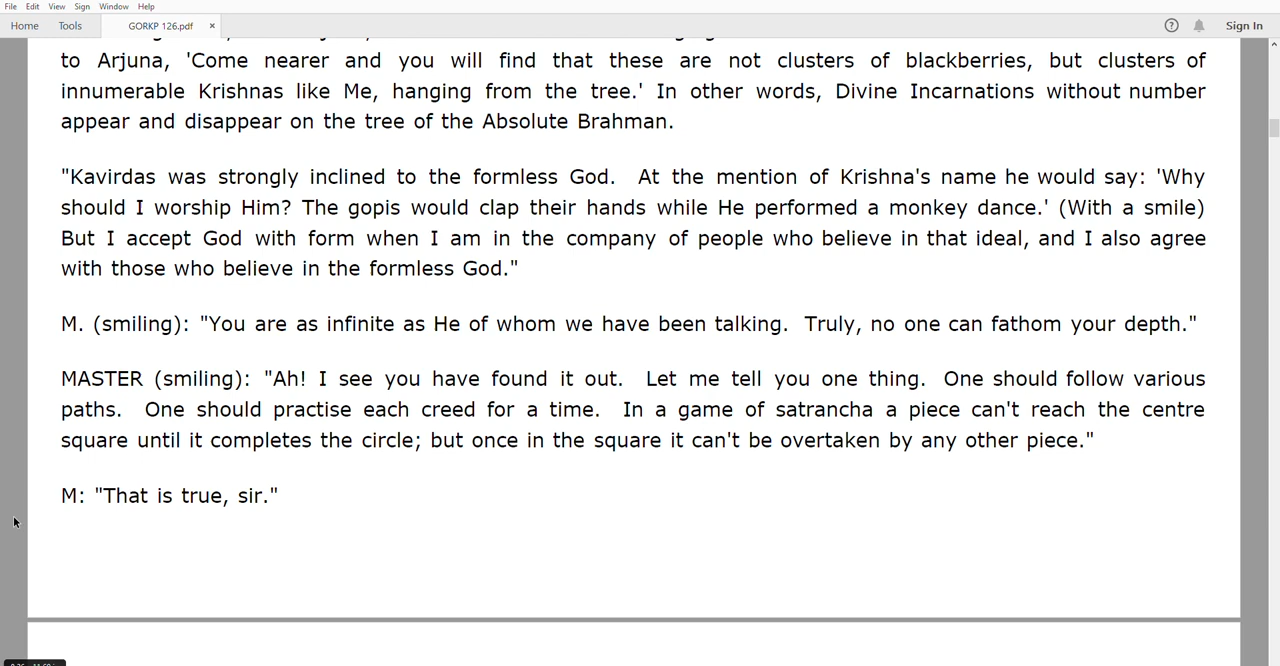 File Edit View Sign Window Help
Home Tools GORKP 126.pdf × ? Sign In
to Arjuna, 'Come nearer and you will find that these are not clusters of blackberries, but clusters of
innumerable Krishnas like Me, hanging from the tree.' In other words, Divine Incarnations without number
appear and disappear on the tree of the Absolute Brahman.
"Kavirdas was strongly inclined to the formless God. At the mention of Krishna's name he would say: 'Why
should I worship Him? The gopis would clap their hands while He performed a monkey dance.' (With a smile)
But I accept God with form when I am in the company of people who believe in that ideal, and I also agree
with those who believe in the formless God."
M. (smiling): "You are as infinite as He of whom we have been talking. Truly, no one can fathom your depth."
MASTER (smiling): "Ah! I see you have found it out. Let me tell you one thing. One should follow various
paths. One should practise each creed for a time. In a game of satrancha a piece can't reach the centre
square until it completes the circle; but once in the square it can't be overtaken by any other piece."
M: "That is true, sir."